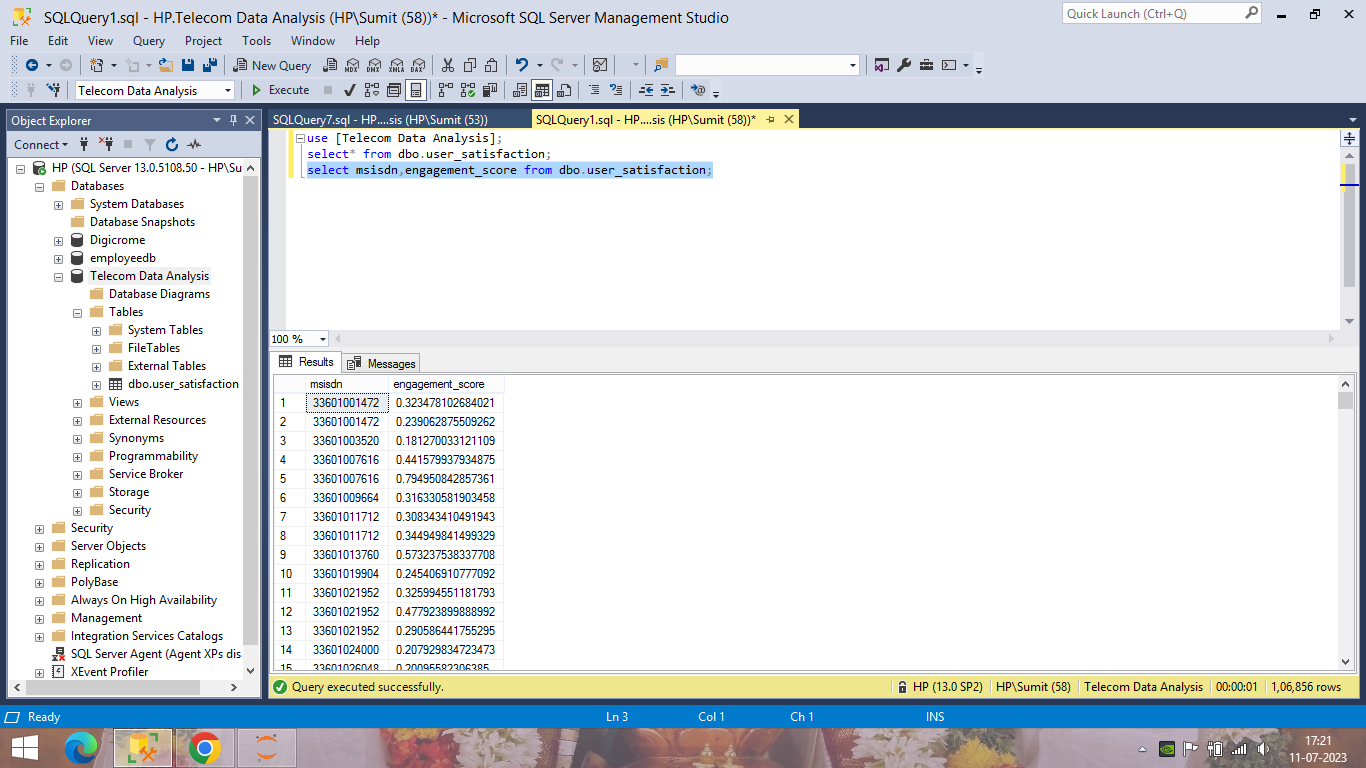 SQLQuery1.sql - HP.Telecom Data Analysis (HP\Sumit (58))* - Microsoft SQL Server Management Studio
Quick Launch (Ctrl+Q)
File Edit View Query Project Tools Window Help
New Query MDX DMX XMLA DAX
Telecom Data Analysis Execute
Object Explorer
Connect
HP (SQL Server 13.0.5108.50 - HP\Su
Databases
System Databases
Database Snapshots
Digicrome
employeedb
Telecom Data Analysis
Database Diagrams
Tables
System Tables
FileTables
External Tables
dbo.user_satisfaction
Views
External Resources
Synonyms
Programmability
Service Broker
Storage
Security
Security
Server Objects
Replication
PolyBase
Always On High Availability
Management
Integration Services Catalogs
SQL Server Agent (Agent XPs dis
XEvent Profiler
SQLQuery7.sql - HP....sis (HP\Sumit (53)) SQLQuery1.sql - HP....sis (HP\Sumit (58))*
use [Telecom Data Analysis];
select* from dbo.user_satisfaction;
select msisdn,engagement_score from dbo.user_satisfaction;
100 %
Results Messages
msisdn engagement_score
1 33601001472 0.323478102684021
2 33601001472 0.239062875509262
3 33601003520 0.181270033121109
4 33601007616 0.441579937934875
5 33601007616 0.794950842857361
6 33601009664 0.316330581903458
7 33601011712 0.308343410491943
8 33601011712 0.344949841499329
9 33601013760 0.573237538337708
10 33601019904 0.245406910777092
11 33601021952 0.325994551181793
12 33601021952 0.477923899888992
13 33601021952 0.290586441755295
14 33601024000 0.207929834723473
15 33601026048 0.20095582306385
Query executed successfully. HP (13.0 SP2) HP\Sumit (58) Telecom Data Analysis 00:00:01 1,06,856 rows
Ready Ln 3 Col 1 Ch 1 INS
17:21
11-07-2023